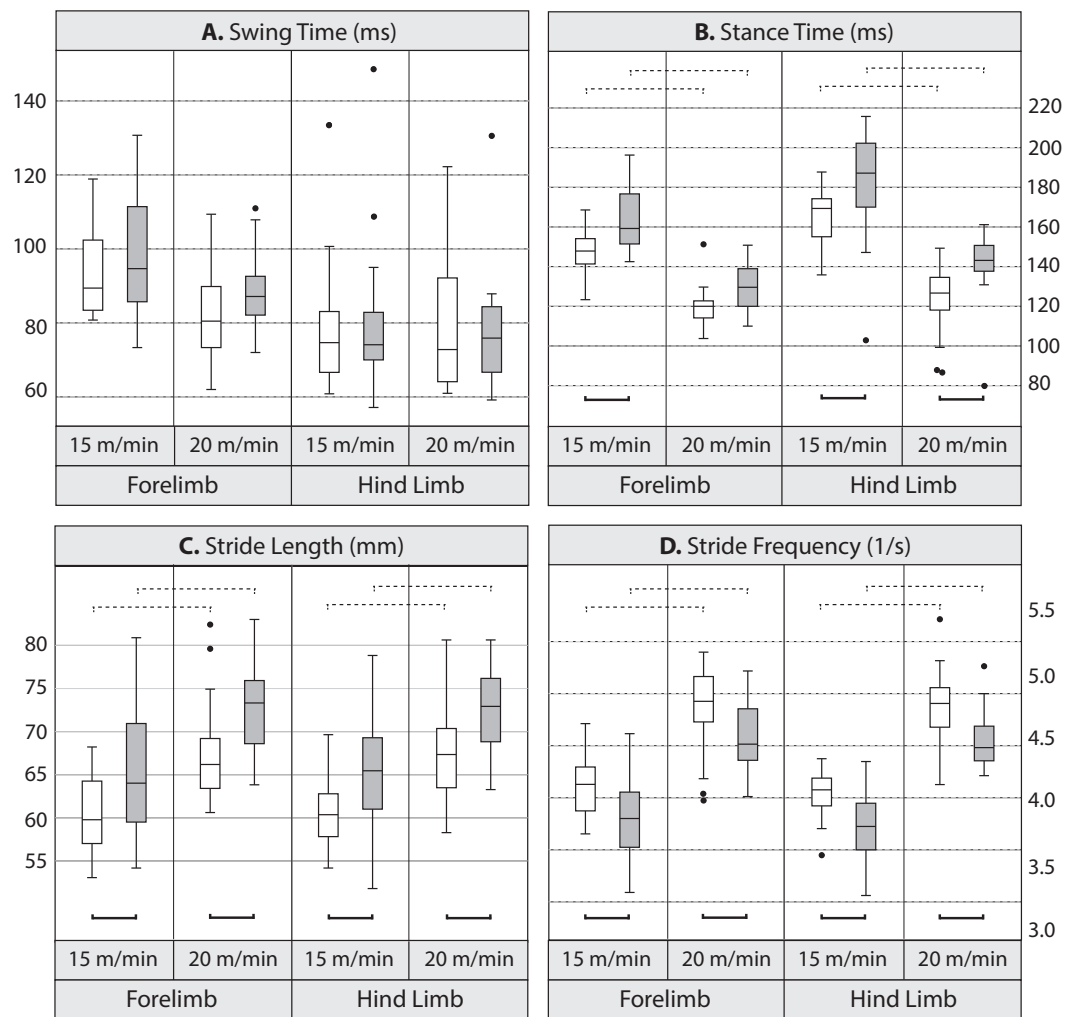 A. Swing Time (ms)
140
120
100
80
60
15 m/min 20 m/min 15 m/min 20 m/min
Forelimb Hind Limb
B. Stance Time (ms)
220
200
180
160
140
120
100
80
15 m/min 20 m/min 15 m/min 20 m/min
Forelimb Hind Limb
C. Stride Length (mm)
80
75
70
65
60
55
15 m/min 20 m/min 15 m/min 20 m/min
Forelimb Hind Limb
D. Stride Frequency (1/s)
5.5
5.0
4.5
4.0
3.5
3.0
15 m/min 20 m/min 15 m/min 20 m/min
Forelimb Hind Limb